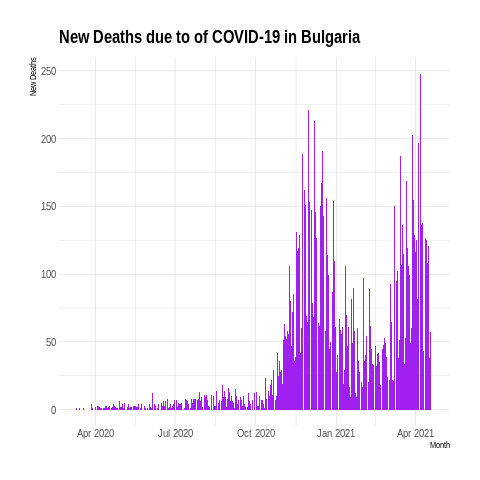 New Deaths due to of COVID-19 in Bulgaria
New Deaths
250
200
150
100
50
0
Apr 2020 Jul 2020 Oct 2020 Jan 2021 Apr 2021
Month